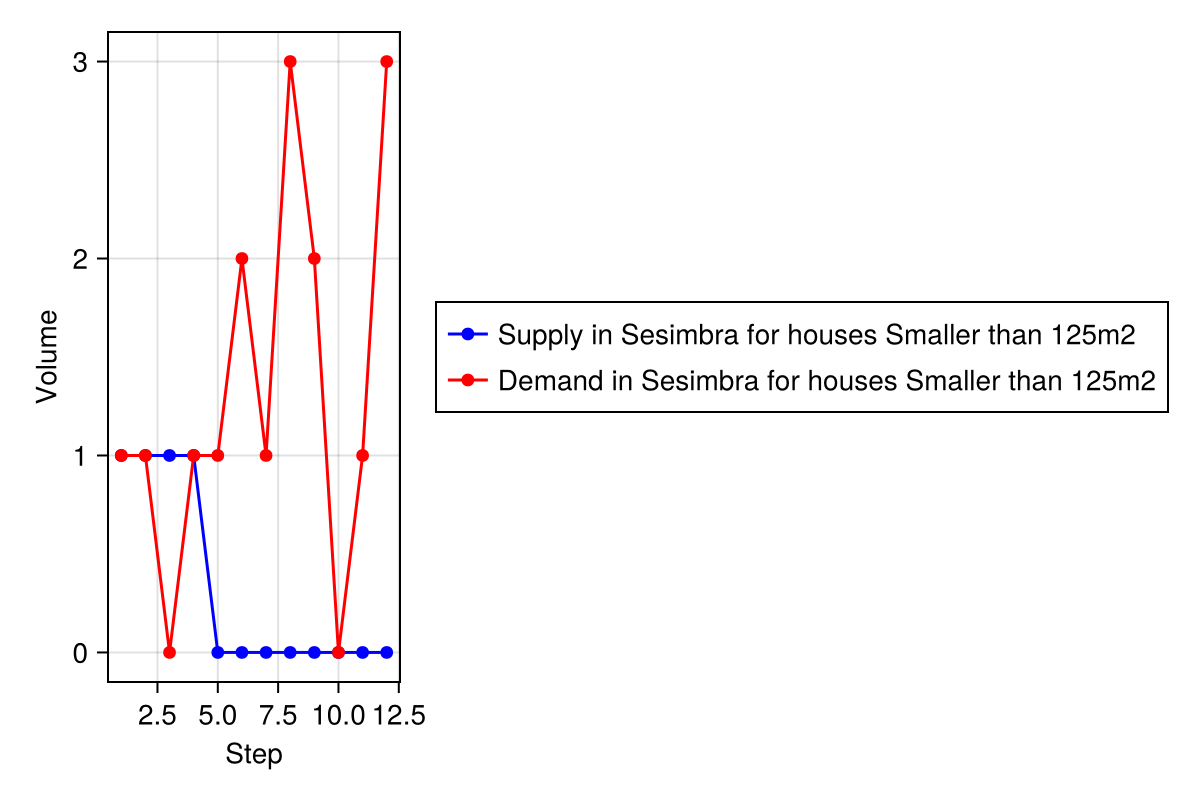 3
2
1
0
Volume
2.5 5.0 7.5 10.0 12.5
Step
Supply in Sesimbra for houses Smaller than 125m2
Demand in Sesimbra for houses Smaller than 125m2